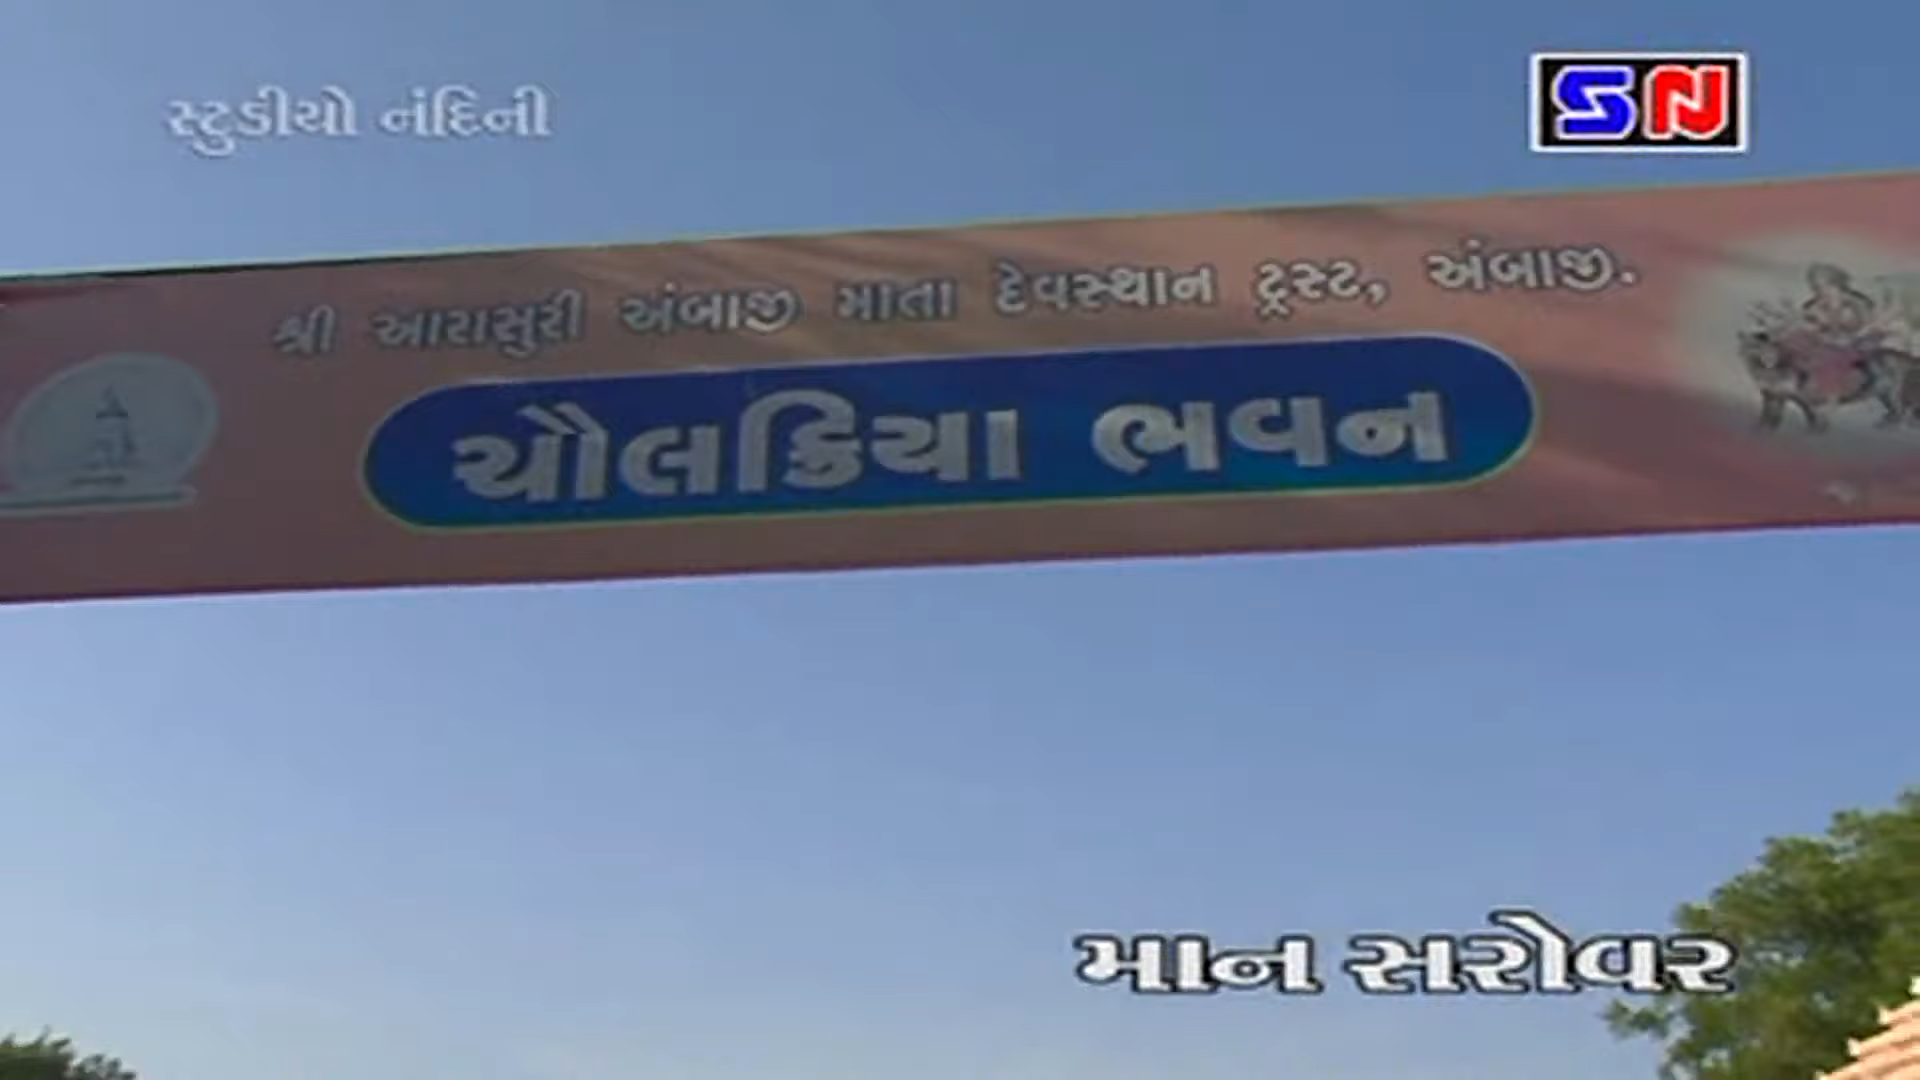 સ્ટુડીયો નંદિની
SN
શ્રી આરાસુરી અંબાજી માતા દેવસ્થાન ટ્રસ્ટ, અંબાજી.
ચૌલક્રિયા ભવન
માન સરોવર